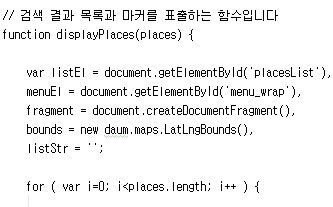 // 검색 결과 목록과 마커를 표출하는 함수입니다
function displayPlaces(places) {
var listEl = document.getElementById('placesList'),
menuEl = document.getElementById('menu_wrap'),
fragment = document.createDocumentFragment(),
bounds = new daum.maps.LatLngBounds(),
listStr = '';
for ( var i=0; i<places.length; i++ ) {